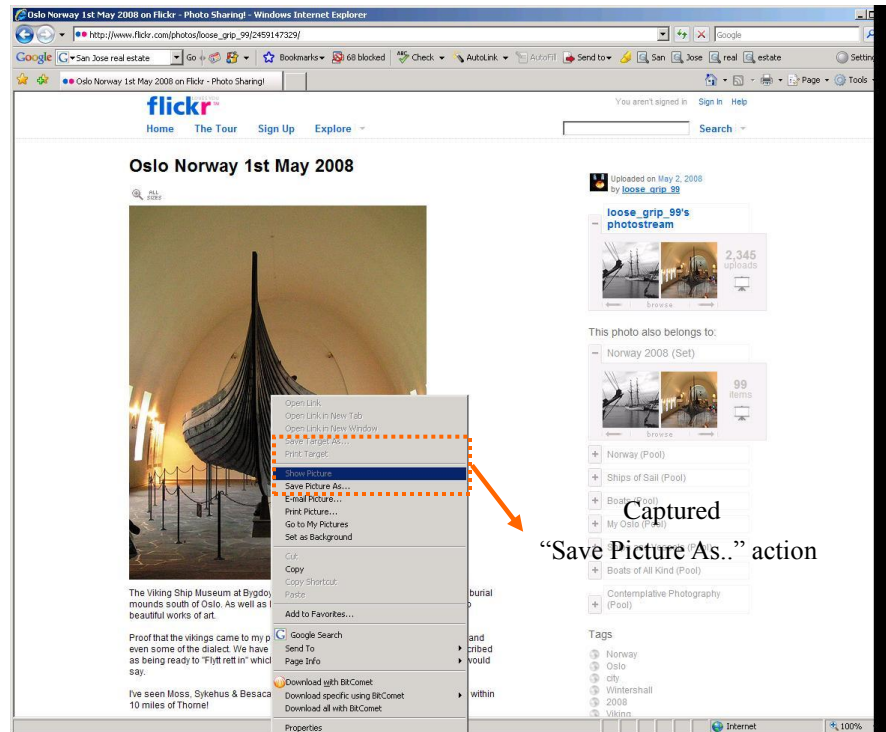 Oslo Norway 1st May 2008 on Flickr - Photo Sharing! - Windows Internet Explorer
http://www.flickr.com/photos/loose_grip_99/2459147329/
Google
Google G San Jose real estate Go Bookmarks 68 blocked Check AutoLink AutoFill Send to San Jose real estate Settin
Oslo Norway 1st May 2008 on Flickr - Photo Sharing! Page Tools
flickr
You aren't signed in Sign In Help
Home The Tour Sign Up Explore
Search
Oslo Norway 1st May 2008
ALL
SIZES
Uploaded on May 2, 2008
by loose_grip_99
loose_grip_99's
photostream
2,345
uploads
browse
This photo also belongs to:
Norway 2008 (Set)
99
items
browse
Norway (Pool)
Ships of Sail (Pool)
Boats (Pool)
My Oslo (Pool)
Boats of All Kind (Pool)
Contemplative Photography
(Pool)
Tags
Norway
Oslo
city
Wintershall
2008
Viking
Open Link
Open Link in New Tab
Open Link in New Window
Save Target As...
Print Target
Show Picture
Save Picture As...
E-mail Picture...
Print Picture...
Go to My Pictures
Set as Background
Cut
Copy
Copy Shortcut
Paste
Add to Favorites...
Google Search
Send To
Page Info
Download with BitComet
Download specific using BitComet
Download all with BitComet
Properties
Captured
“Save Picture As..” action
The Viking Ship Museum at Bygdoy burial
mounds south of Oslo. As well as
beautiful works of art.
Proof that the vikings came to my p and
even some of the dialect. We have cribed
as being ready to "Flytt rett in" which would
say.
I've seen Moss, Sykehus & Besaca within
10 miles of Thorne!
Internet 100%